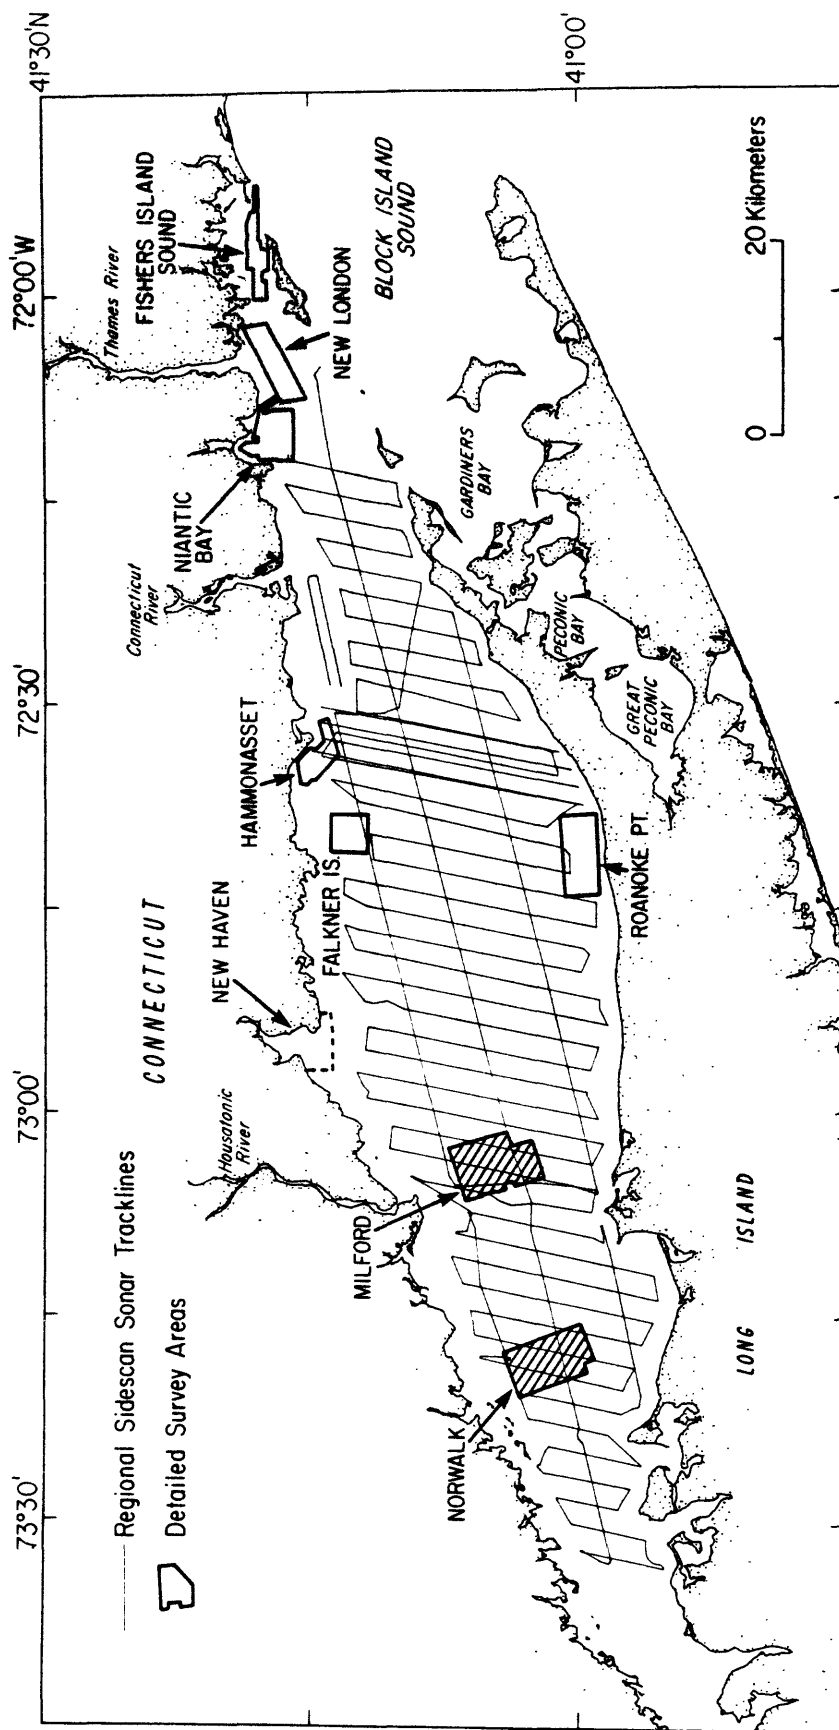 73°30'
73°00'
72°30'
72°00'W
41°30'N
41°00'
Regional Sidescan Sonar Tracklines
Detailed Survey Areas
CONNECTICUT
Housatonic
River
Connecticut
River
Thames River
NEW HAVEN
HAMMONASSET
NIANTIC
BAY
FISHERS ISLAND
SOUND
NEW LONDON
FALKNER IS.
MILFORD
NORWALK
BLOCK ISLAND
SOUND
GARDINERS
BAY
PECONIC
BAY
GREAT
PECONIC
BAY
ROANOKE PT.
LONG ISLAND
0 20 Kilometers